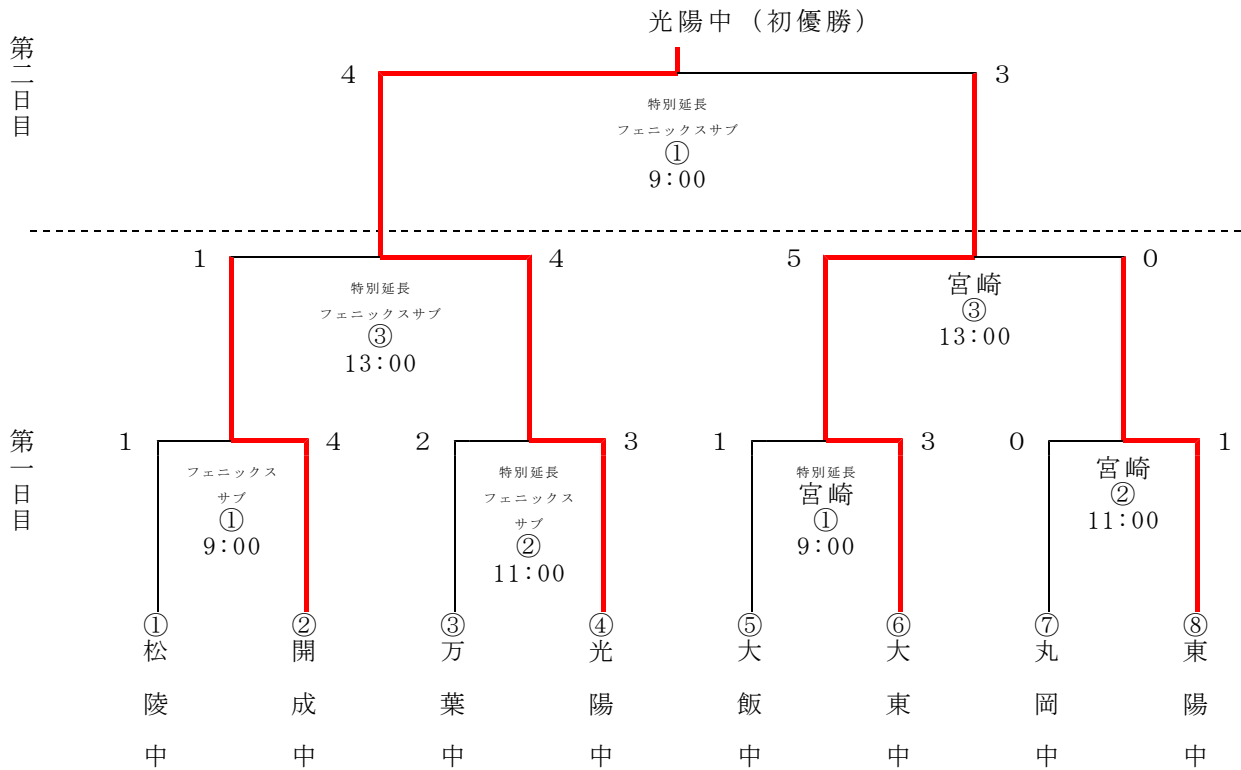 光陽中（初優勝）
第二日目
4
3
特別延長
フェニックスサブ
①
9:00
1
4
5
0
特別延長
フェニックスサブ
③
13:00
宮崎
③
13:00
第一日目
1
4
2
3
1
3
0
1
フェニックス
サブ
①
9:00
特別延長
フェニックス
サブ
②
11:00
特別延長
宮崎
①
9:00
宮崎
②
11:00
①松陵中
②開成中
③万葉中
④光陽中
⑤大飯中
⑥大東中
⑦丸岡中
⑧東陽中